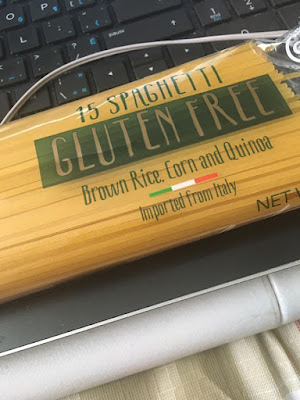 15 SPAGHETTI
GLUTEN FREE
Brown Rice, Corn and Quinoa
Imported from Italy
NET